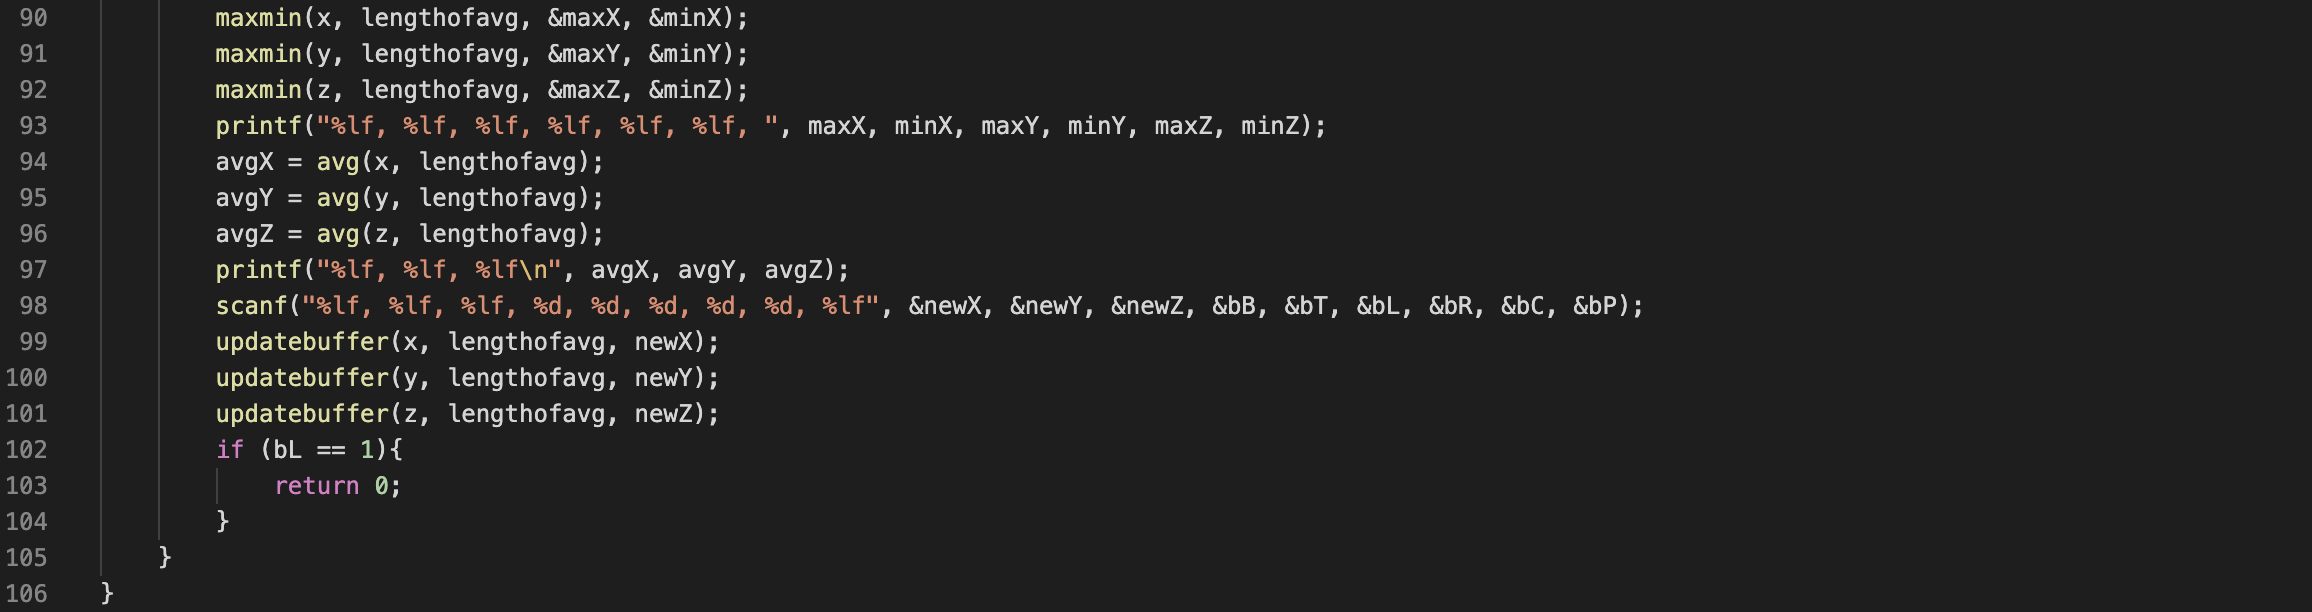 90 maxmin(x, lengthofavg, &maxX, &minX);
91 maxmin(y, lengthofavg, &maxY, &minY);
92 maxmin(z, lengthofavg, &maxZ, &minZ);
93 printf("%lf, %lf, %lf, %lf, %lf, %lf, ", maxX, minX, maxY, minY, maxZ, minZ);
94 avgX = avg(x, lengthofavg);
95 avgY = avg(y, lengthofavg);
96 avgZ = avg(z, lengthofavg);
97 printf("%lf, %lf, %lf\n", avgX, avgY, avgZ);
98 scanf("%lf, %lf, %lf, %d, %d, %d, %d, %d, %lf", &newX, &newY, &newZ, &bB, &bT, &bL, &bR, &bC, &bP);
99 updatebuffer(x, lengthofavg, newX);
100 updatebuffer(y, lengthofavg, newY);
101 updatebuffer(z, lengthofavg, newZ);
102 if (bL == 1){
103 return 0;
104 }
105 }
106 }